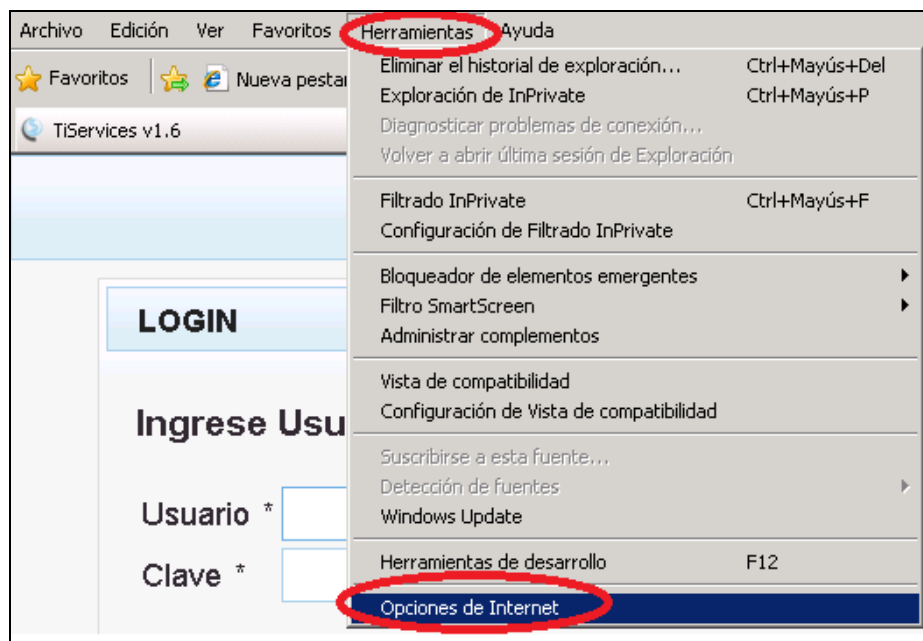 Archivo Edición Ver Favoritos Herramientas Ayuda
Favoritos Nueva pestañ
TiServices v1.6
Eliminar el historial de exploración... Ctrl+Mayús+Del
Exploración de InPrivate Ctrl+Mayús+P
Diagnosticar problemas de conexión...
Volver a abrir última sesión de Exploración
Filtrado InPrivate Ctrl+Mayús+F
Configuración de Filtrado InPrivate
Bloqueador de elementos emergentes
Filtro SmartScreen
Administrar complementos
Vista de compatibilidad
Configuración de Vista de compatibilidad
Suscribirse a esta fuente...
Detección de fuentes
Windows Update
Herramientas de desarrollo F12
Opciones de Internet
LOGIN
Ingrese Usu
Usuario *
Clave *